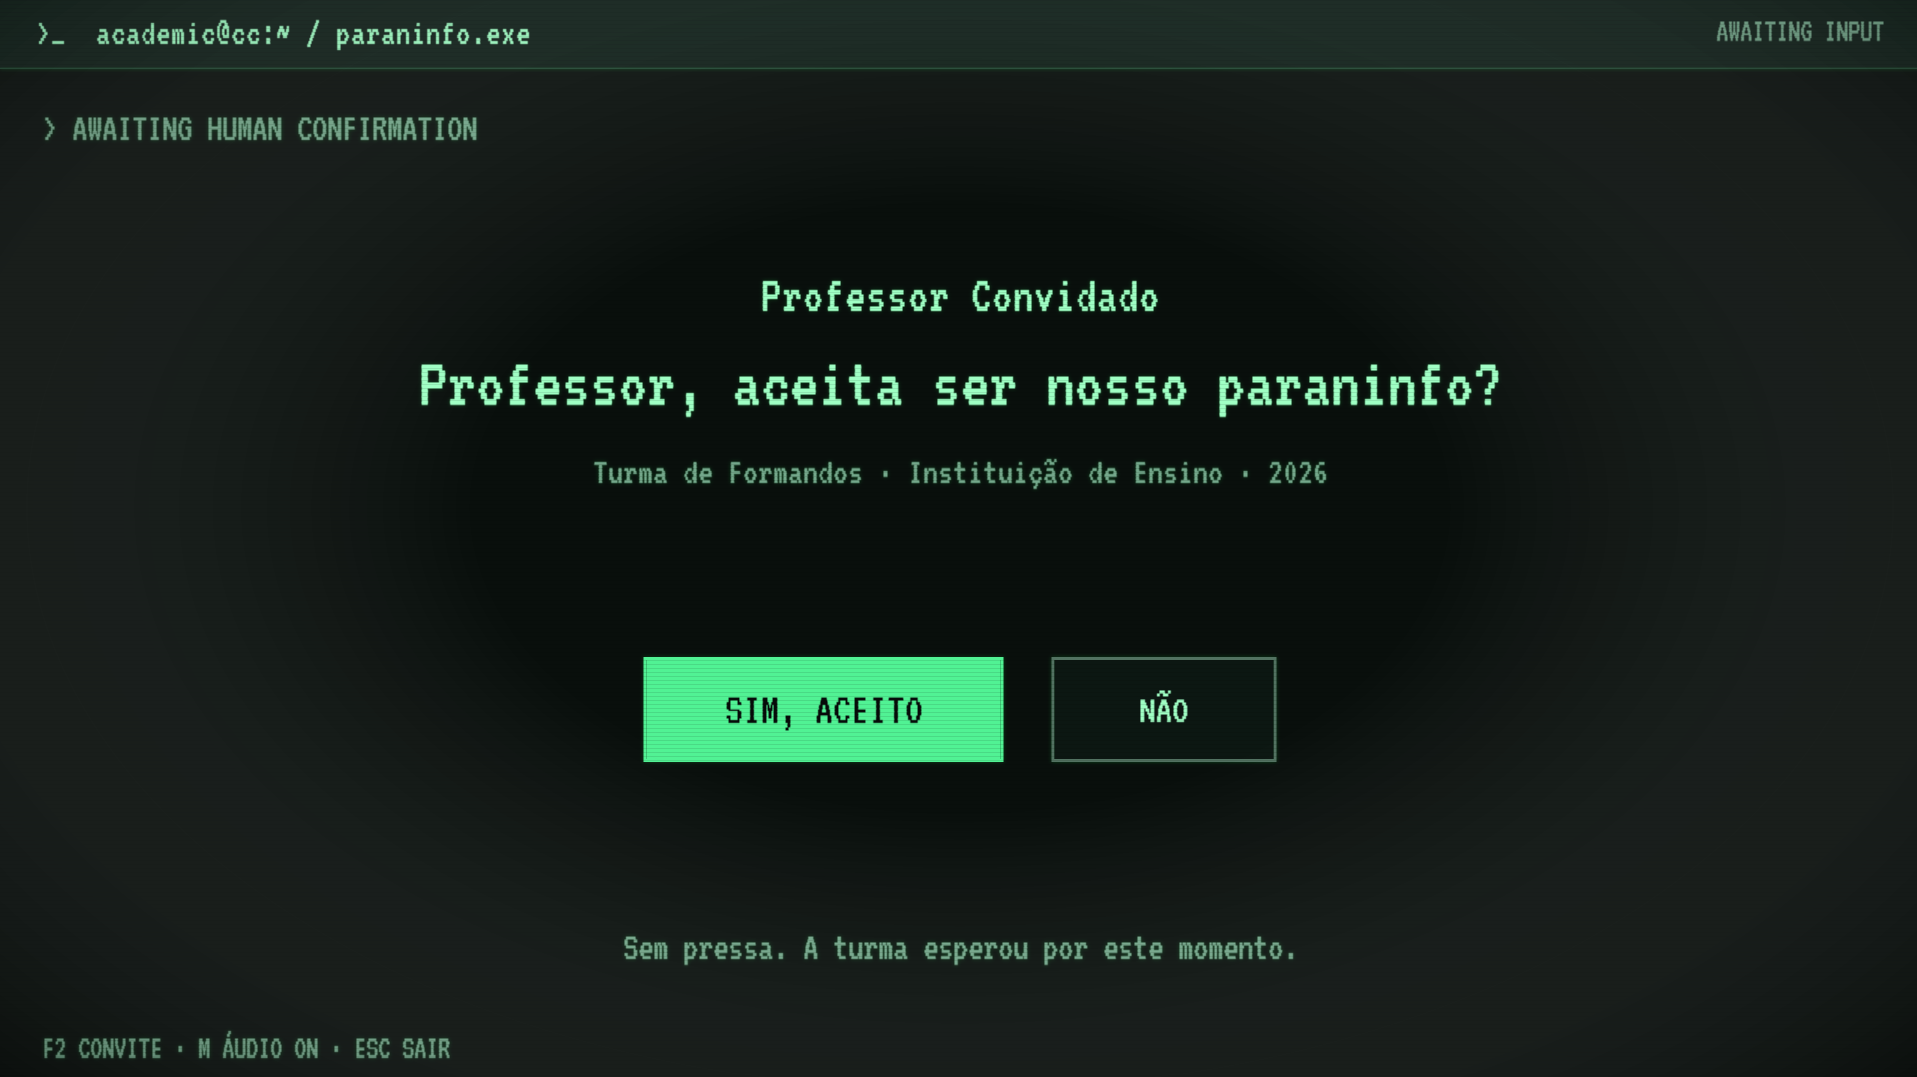 >_ academic@cc:~ / paraninfo.exe
AWAITING INPUT
> AWAITING HUMAN CONFIRMATION
Professor Convidado
Professor, aceita ser nosso paraninfo?
Turma de Formandos · Instituição de Ensino · 2026
SIM, ACEITO
NÃO
Sem pressa. A turma esperou por este momento.
F2 CONVITE · M ÁUDIO ON · ESC SAIR